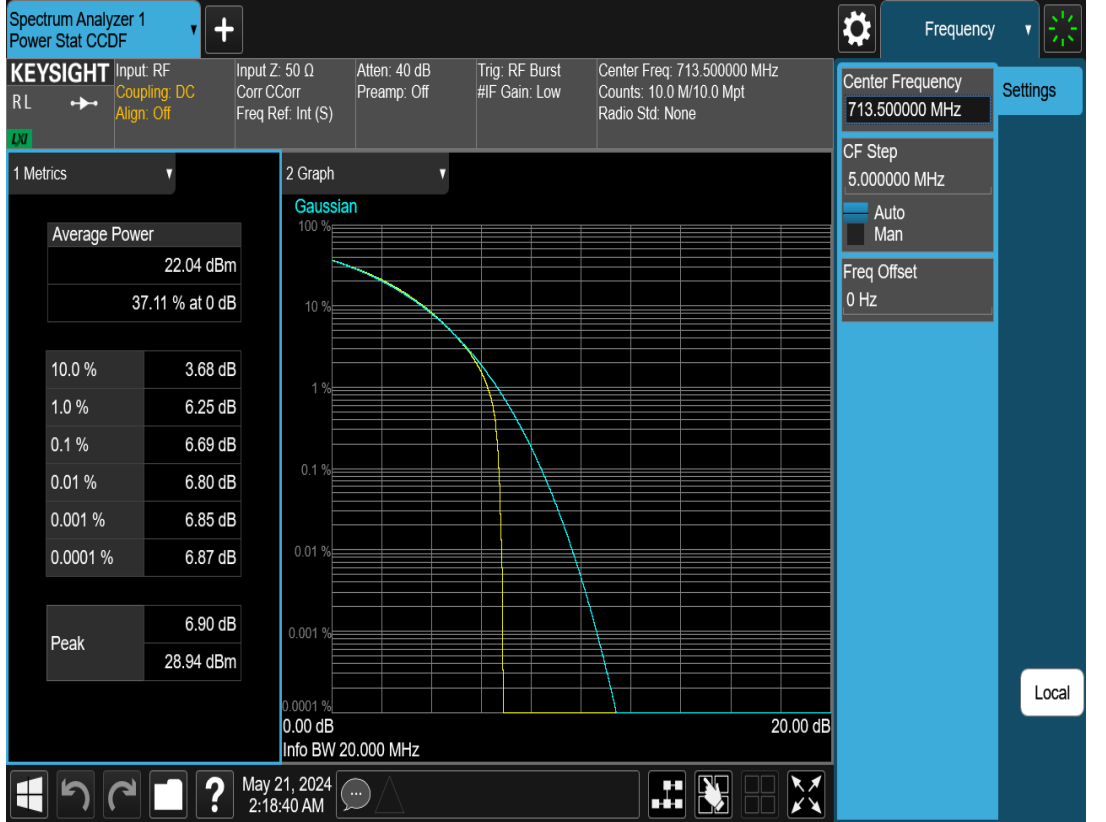 Spectrum Analyzer 1
Power Stat CCDF
+
Frequency
KEYSIGHT
RL
LXI
Input: RF
Coupling: DC
Align: Off
Input Z: 50 Ω
Corr CCorr
Freq Ref: Int (S)
Atten: 40 dB
Preamp: Off
Trig: RF Burst
#IF Gain: Low
Center Freq: 713.500000 MHz
Counts: 10.0 M/10.0 Mpt
Radio Std: None
Center Frequency
713.500000 MHz
Settings
CF Step
5.000000 MHz
Auto
Man
Freq Offset
0 Hz
Local
1 Metrics
Average Power
22.04 dBm
37.11 % at 0 dB
10.0 % 3.68 dB
1.0 % 6.25 dB
0.1 % 6.69 dB
0.01 % 6.80 dB
0.001 % 6.85 dB
0.0001 % 6.87 dB
Peak
6.90 dB
28.94 dBm
2 Graph
Gaussian
100 %
10 %
1 %
0.1 %
0.01 %
0.001 %
0.0001 %
0.00 dB 20.00 dB
Info BW 20.000 MHz
?
May 21, 2024
2:18:40 AM